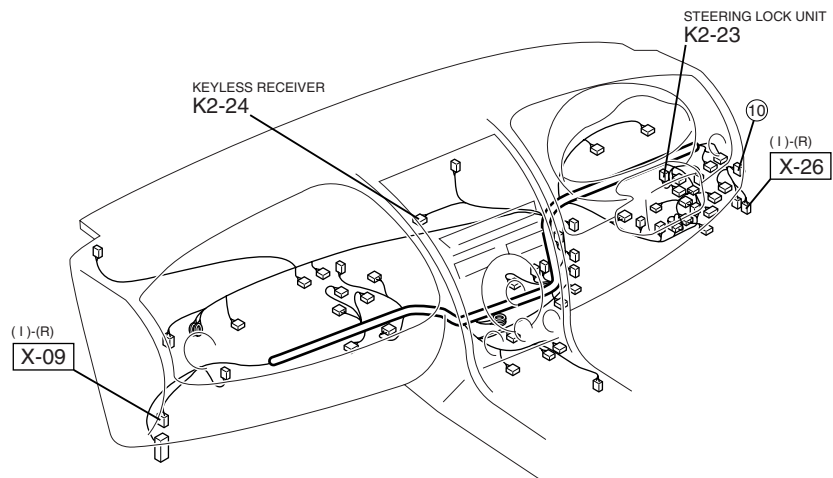 STEERING LOCK UNIT
K2-23
KEYLESS RECEIVER
K2-24
10
( I )-(R)
X-26
( I )-(R)
X-09